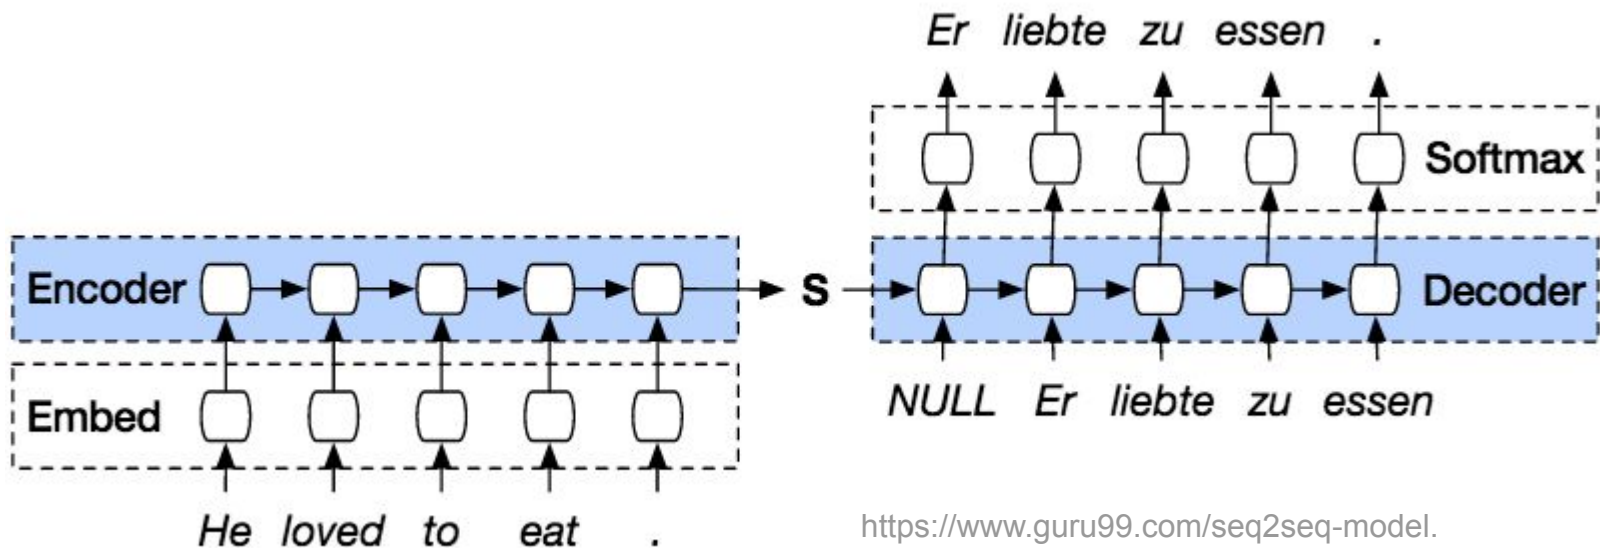 Er liebte zu essen .
Softmax
Encoder
S
Decoder
NULL Er liebte zu essen
Embed
He loved to eat .
https://www.guru99.com/seq2seq-model.